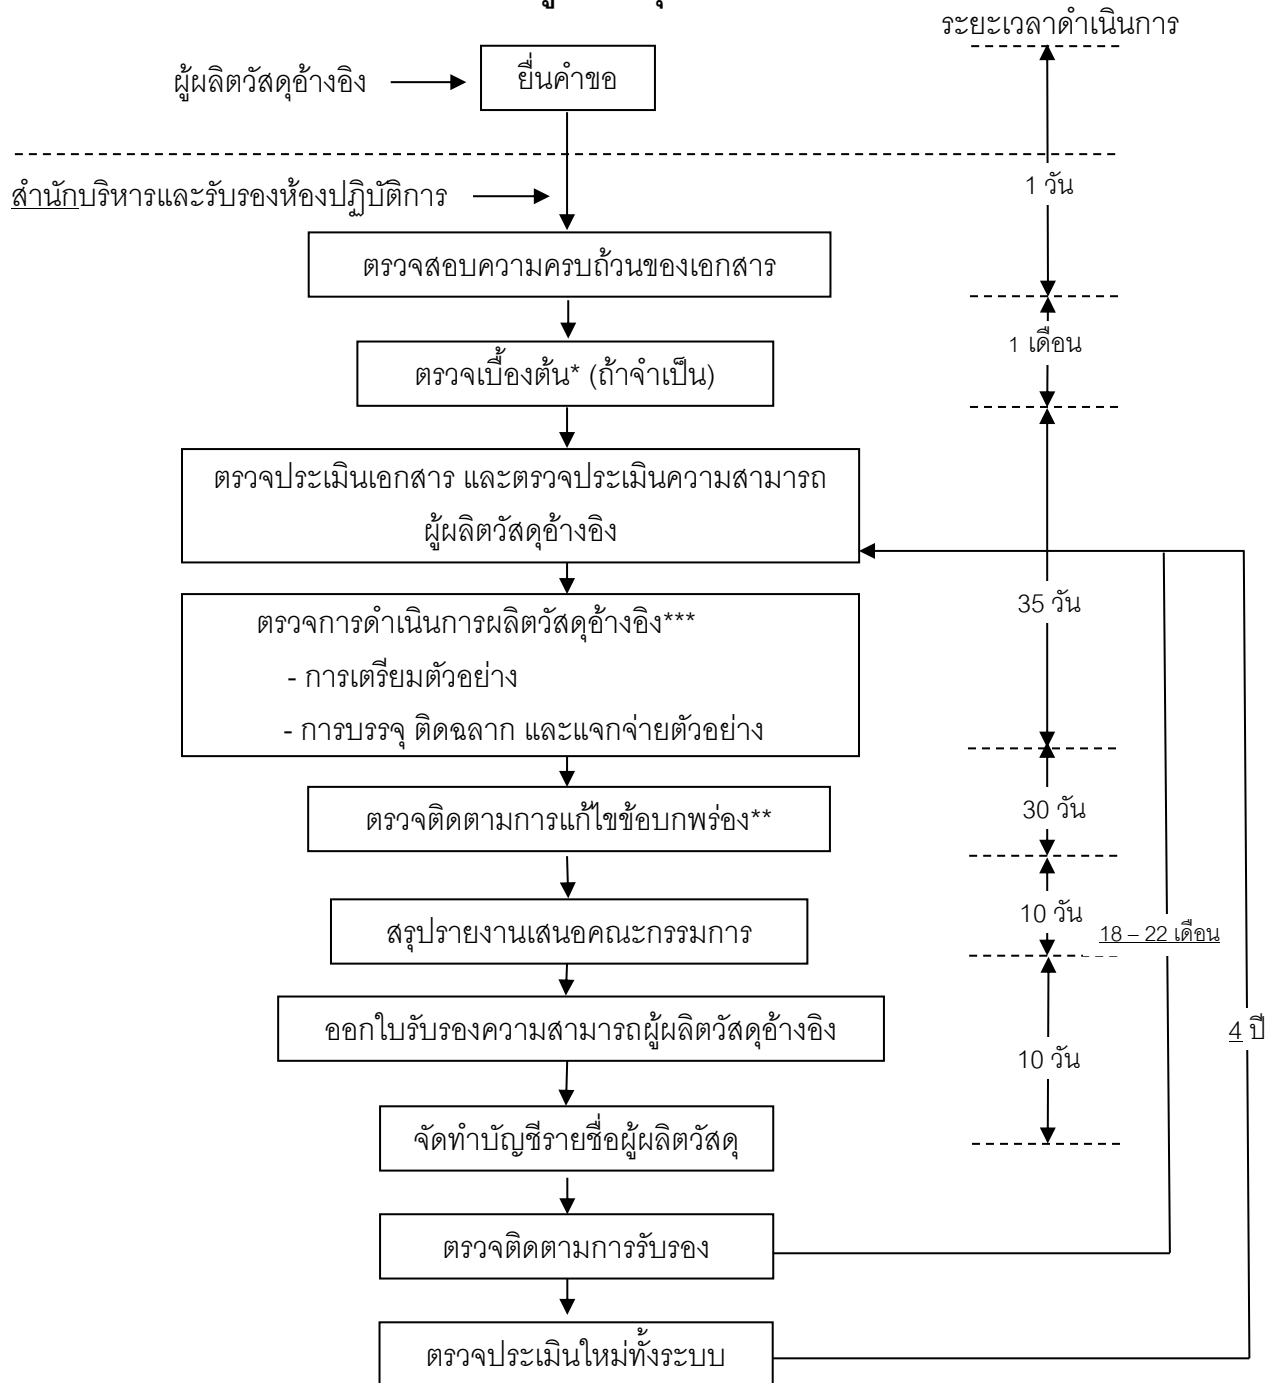 ระยะเวลาดำเนินการ
ผู้ผลิตวัสดุอ้างอิง
ยื่นคำขอ
สำนักบริหารและรับรองห้องปฏิบัติการ
1 วัน
ตรวจสอบความครบถ้วนของเอกสาร
1 เดือน
ตรวจเบื้องต้น* (ถ้าจำเป็น)
ตรวจประเมินเอกสาร และตรวจประเมินความสามารถ
ผู้ผลิตวัสดุอ้างอิง
35 วัน
ตรวจการดำเนินการผลิตวัสดุอ้างอิง***
- การเตรียมตัวอย่าง
- การบรรจุ ติดฉลาก และแจกจ่ายตัวอย่าง
30 วัน
ตรวจติดตามการแก้ไขข้อบกพร่อง**
10 วัน
สรุปรายงานเสนอคณะกรรมการ
18 – 22 เดือน
ออกใบรับรองความสามารถผู้ผลิตวัสดุอ้างอิง
4 ปี
10 วัน
จัดทำบัญชีรายชื่อผู้ผลิตวัสดุ
ตรวจติดตามการรับรอง
ตรวจประเมินใหม่ทั้งระบบ